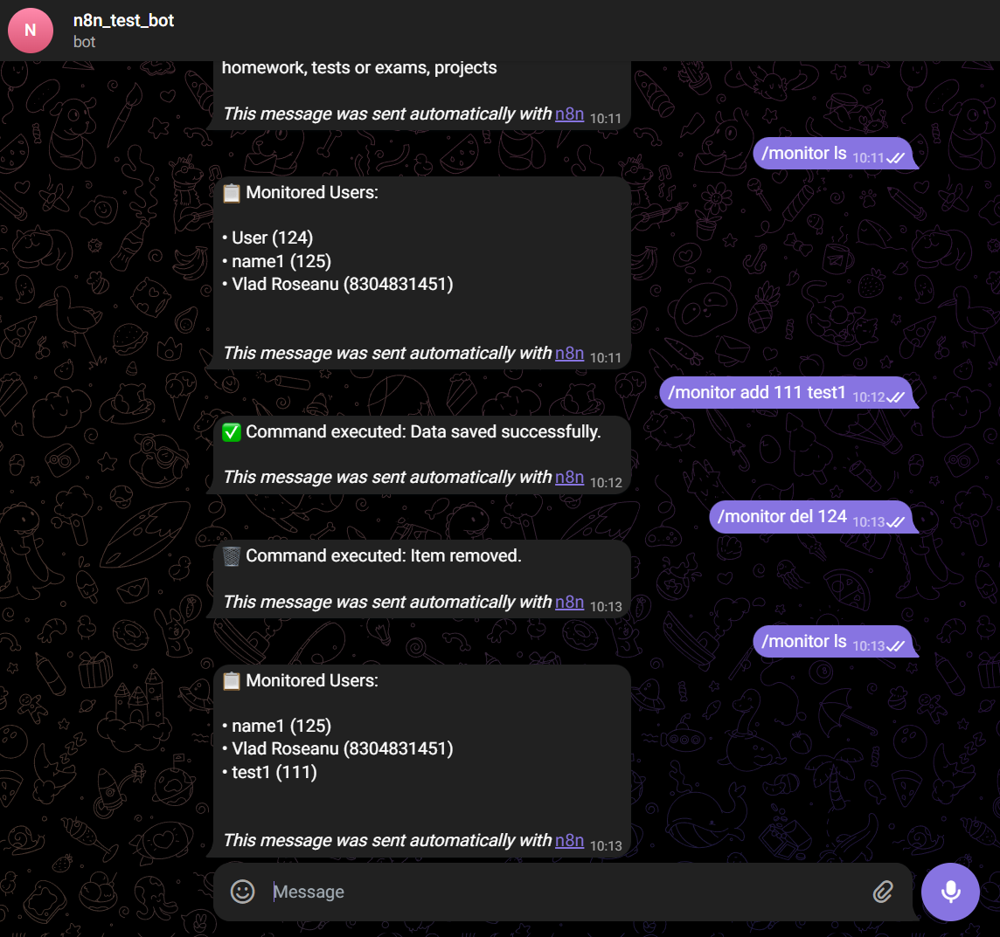 N
n8n_test_bot
bot
homework, tests or exams, projects
This message was sent automatically with n8n 10:11
/monitor ls 10:11
📋 Monitored Users:
• User (124)
• name1 (125)
• Vlad Roseanu (8304831451)
This message was sent automatically with n8n 10:11
/monitor add 111 test1 10:12
✅ Command executed: Data saved successfully.
This message was sent automatically with n8n 10:12
/monitor del 124 10:13
🗑️ Command executed: Item removed.
This message was sent automatically with n8n 10:13
/monitor ls 10:13
📋 Monitored Users:
• name1 (125)
• Vlad Roseanu (8304831451)
• test1 (111)
This message was sent automatically with n8n 10:13
Message